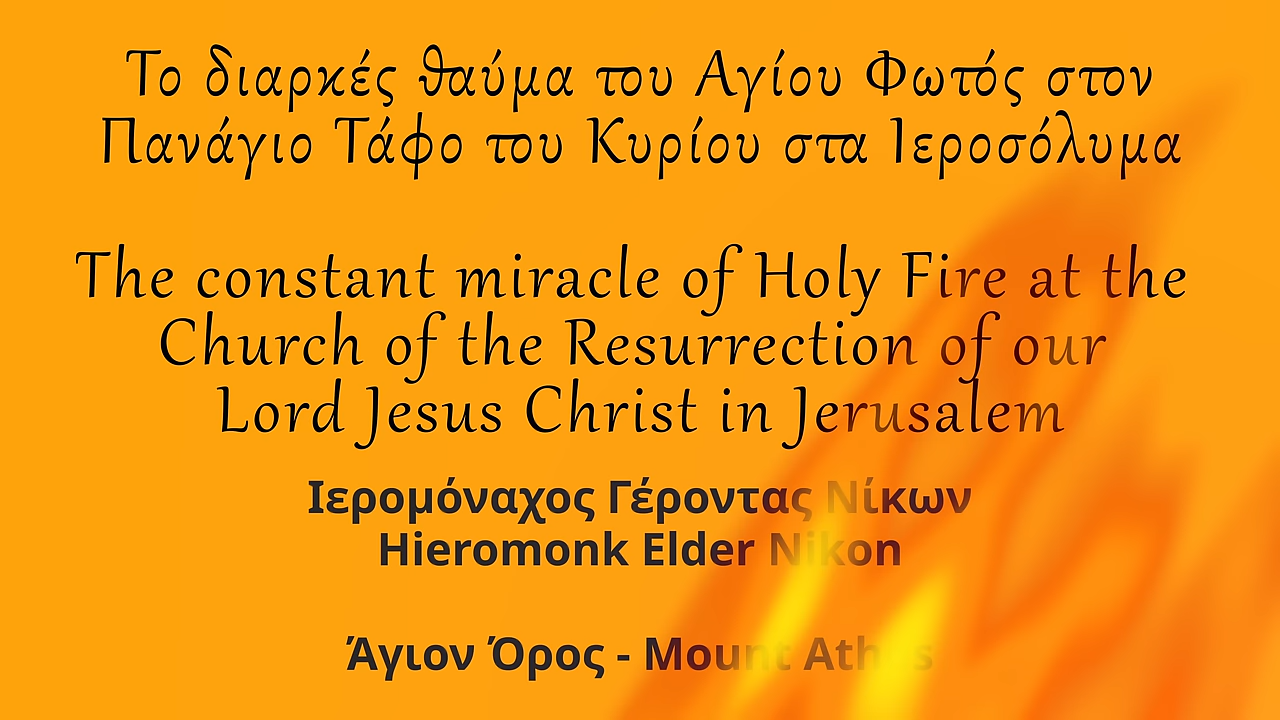 Το διαρκές θαύμα του Αγίου Φωτός στον
Πανάγιο Τάφο του Κυρίου στα Ιεροσόλυμα
The constant miracle of Holy Fire at the
Church of the Resurrection of our
Lord Jesus Christ in Jerusalem
Ιερομόναχος Γέροντας Νίκων
Hieromonk Elder Nikon
Άγιον Όρος - Mount Athos